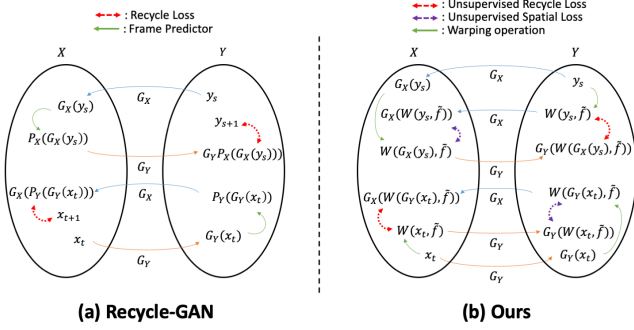 : Recycle Loss
: Frame Predictor
X
Y
G_X
y_s
G_X(y_s)
y_{s+1}
P_X(G_X(y_s))
G_Y P_X(G_X(y_s)))
G_Y
G_X(P_Y(G_Y(x_t)))
G_X
P_Y(G_Y(x_t))
x_{t+1}
x_t
G_Y
G_Y(x_t)
(a) Recycle-GAN
: Unsupervised Recycle Loss
: Unsupervised Spatial Loss
: Warping operation
X
Y
G_X(y_s)
G_X
y_s
G_X(W(y_s, f̃))
G_X
W(y_s, f̃)
W(G_X(y_s), f̃)
G_Y
G_Y(W(G_X(y_s), f̃)
G_X(W(G_Y(x_t), f̃))
G_X
W(G_Y(x_t), f̃)
W(x_t, f̃)
G_Y
G_Y(W(x_t, f̃))
x_t
G_Y
G_Y(x_t)
(b) Ours